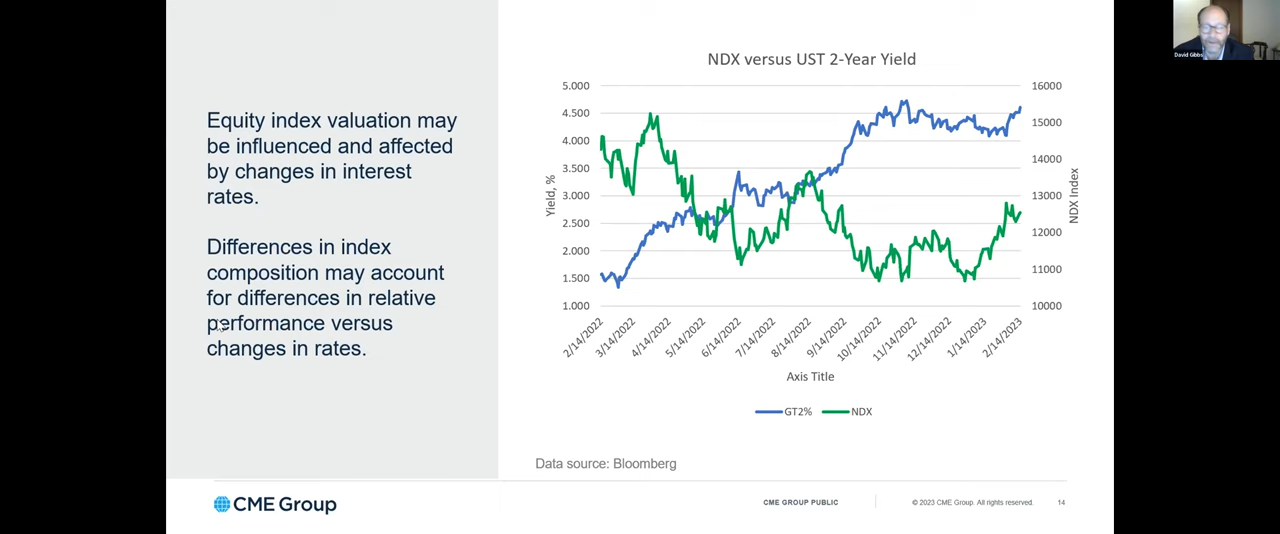 Equity index valuation may
be influenced and affected
by changes in interest
rates.
Differences in index
composition may account
for differences in relative
performance versus
changes in rates.
NDX versus UST 2-Year Yield
5.000
4.500
4.000
3.500
3.000
2.500
2.000
1.500
1.000
Yield, %
16000
15000
14000
13000
12000
11000
10000
NDX Index
2/14/2022
3/14/2022
4/14/2022
5/14/2022
6/14/2022
7/14/2022
8/14/2022
9/14/2022
10/14/2022
11/14/2022
12/14/2022
1/14/2023
2/14/2023
Axis Title
GT2% NDX
Data source: Bloomberg
CME Group
CME GROUP PUBLIC
© 2023 CME Group. All rights reserved.
14
David Gibbs